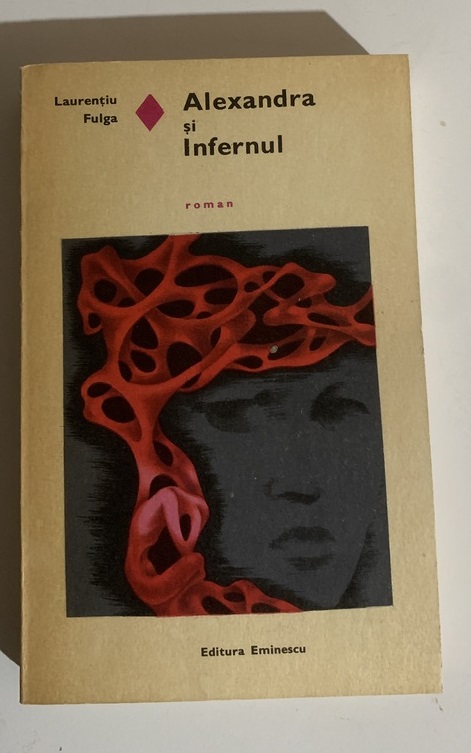 Laurențiu
Fulga
Alexandra
și
Infernul
roman
Editura Eminescu